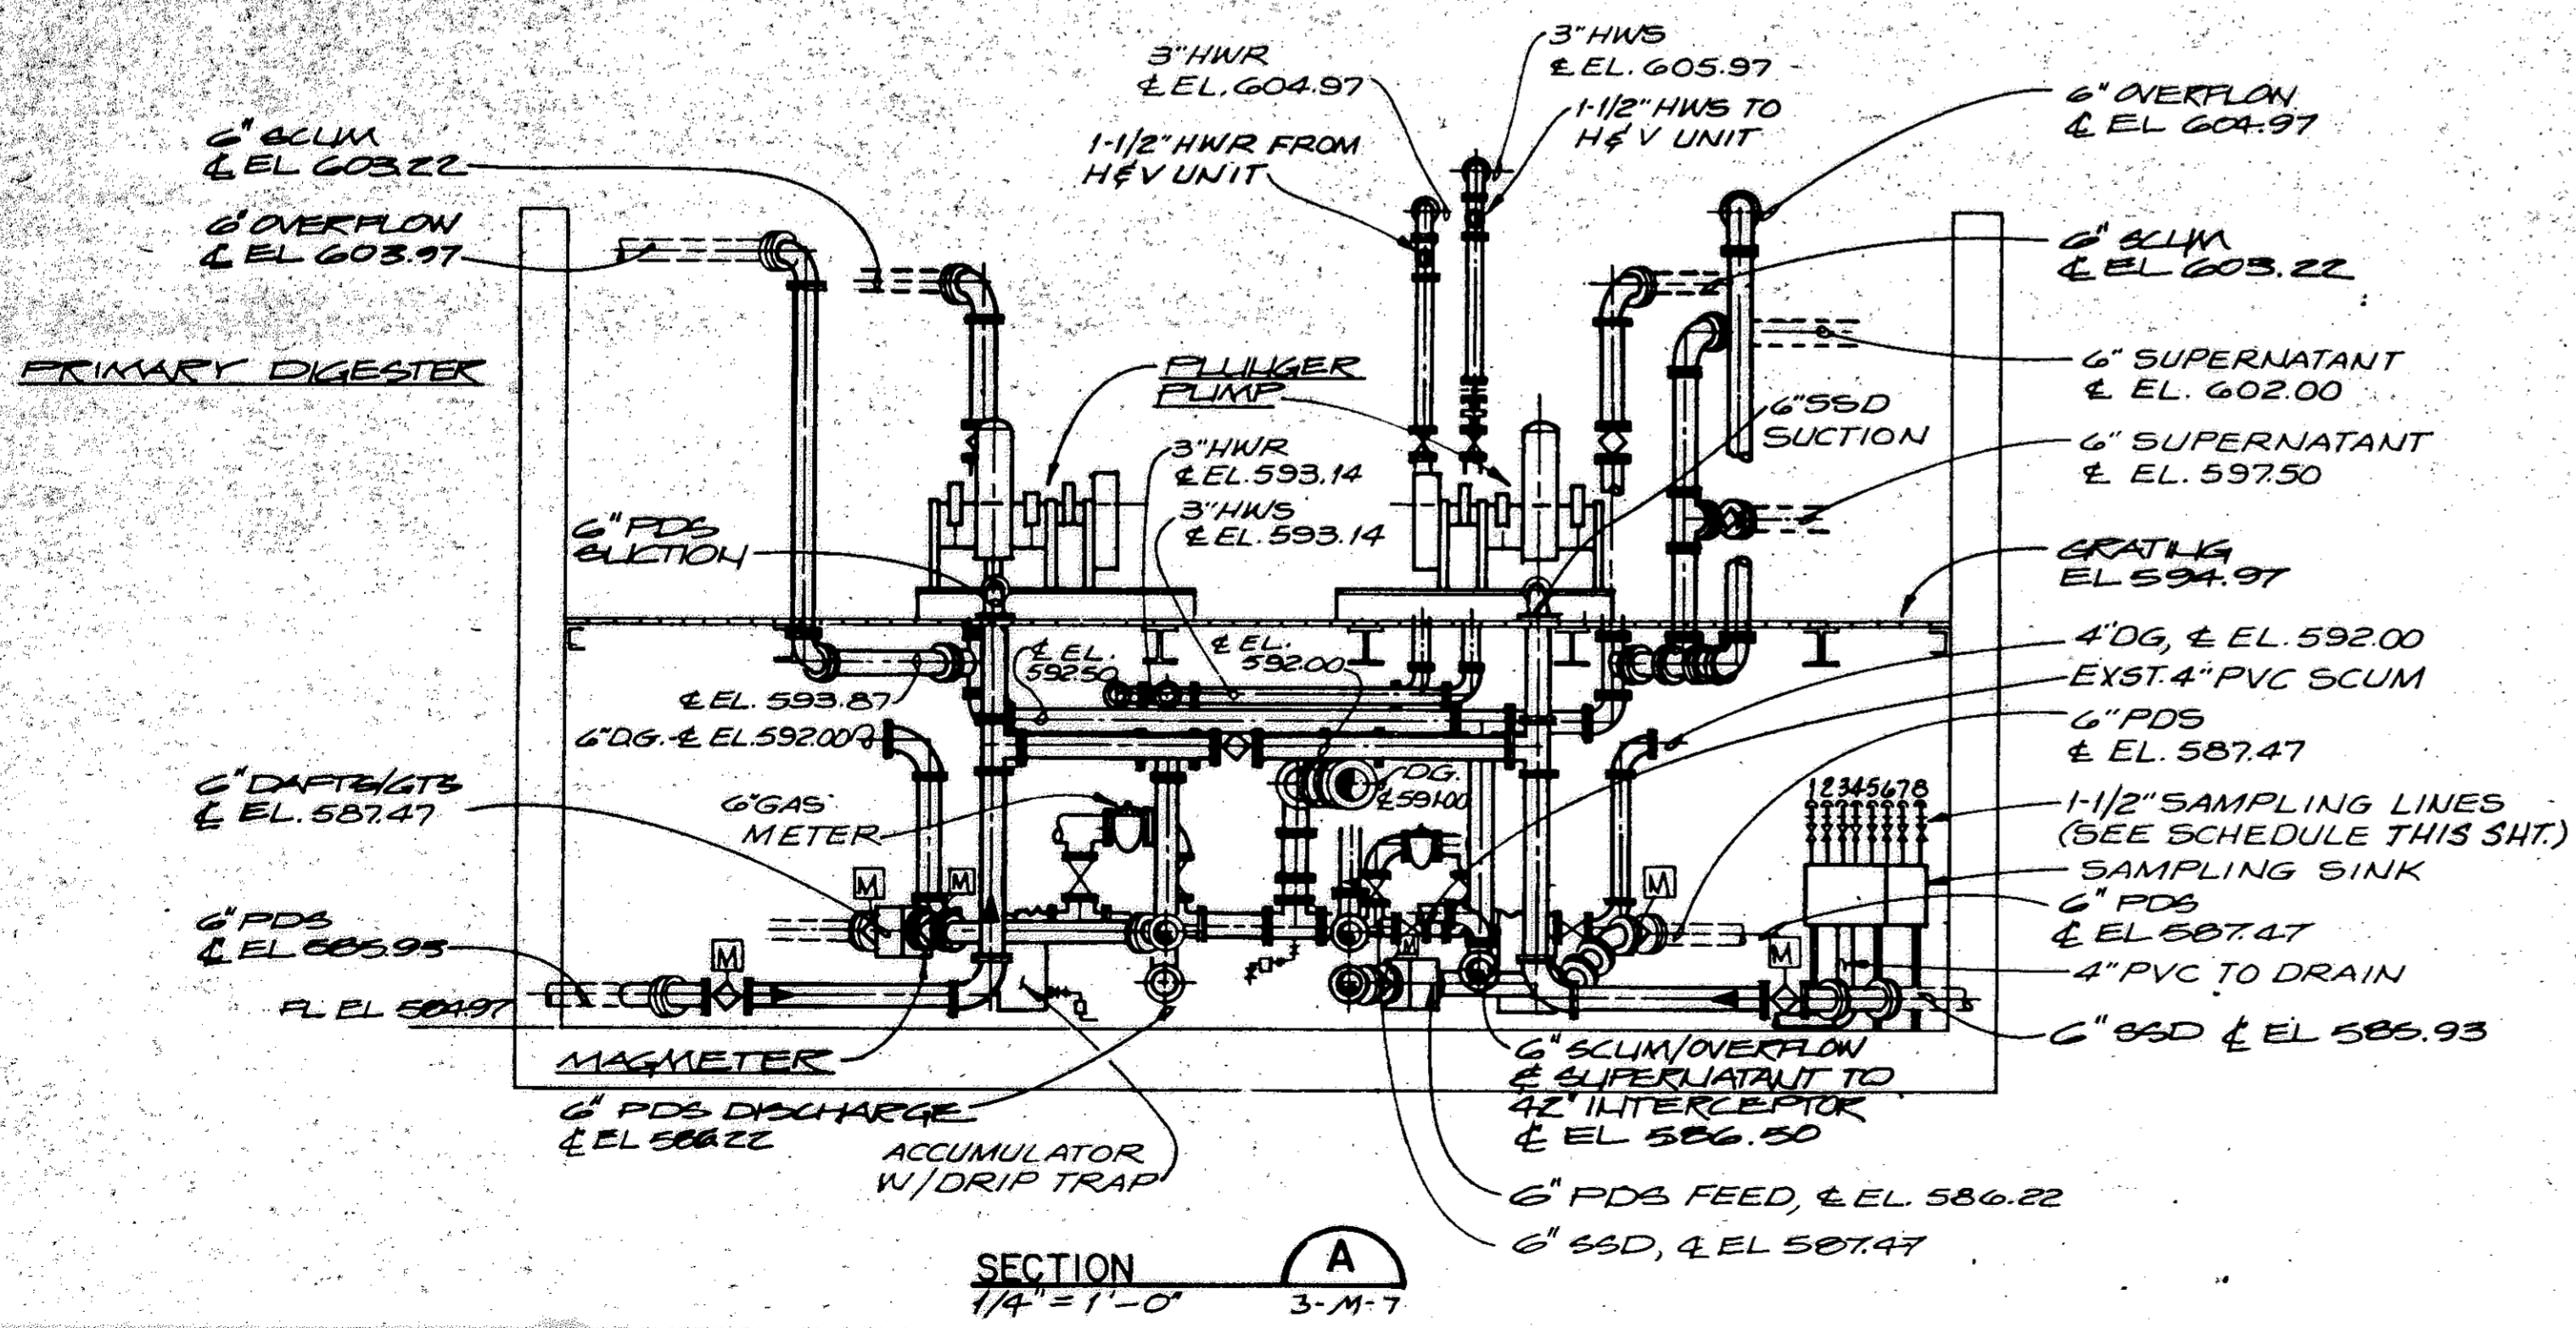 3" HWR
℄ EL. 604.97
3" HWS
℄ EL. 605.97
1-1/2" HWR FROM
H&V UNIT
1-1/2" HWS TO
H&V UNIT
6" OVERFLOW
℄ EL 604.97
6" SCUM
℄ EL 603.22
6" OVERFLOW
℄ EL 603.97
6" SCUM
℄ EL 603.22
PRIMARY DIGESTER
PLUNGER
PUMP
6" SUPERNATANT
℄ EL. 602.00
6" SSD
SUCTION
6" SUPERNATANT
℄ EL. 597.50
3" HWR
℄ EL. 593.14
3" HWS
℄ EL. 593.14
6" PDS
SUCTION
GRATING
EL 594.97
℄ EL.
592.50
℄ EL.
592.00
℄ EL. 593.87
6" DG. ℄ EL. 592.00
4" DG, ℄ EL. 592.00
EXST. 4" PVC SCUM
6" PDS
℄ EL. 587.47
6" DAFTS/GTS
℄ EL. 587.47
6" GAS
METER
DG.
℄ 591.00
12345678
1-1/2" SAMPLING LINES
(SEE SCHEDULE THIS SHT.)
SAMPLING SINK
M
M
M
M
M
M
6" PDS
℄ EL 585.93
6" PDS
℄ EL 587.47
4" PVC TO DRAIN
FL EL 584.97
6" SSD ℄ EL 585.93
MAGMETER
6" PDS DISCHARGE
℄ EL 586.22
ACCUMULATOR
W/DRIP TRAP
6" SCUM/OVERFLOW
& SUPERNATANT TO
42" INTERCEPTOR
℄ EL 586.50
6" PDS FEED, ℄ EL. 586.22
6" SSD, ℄ EL 587.47
SECTION
1/4" = 1'-0"
A
3-M-7